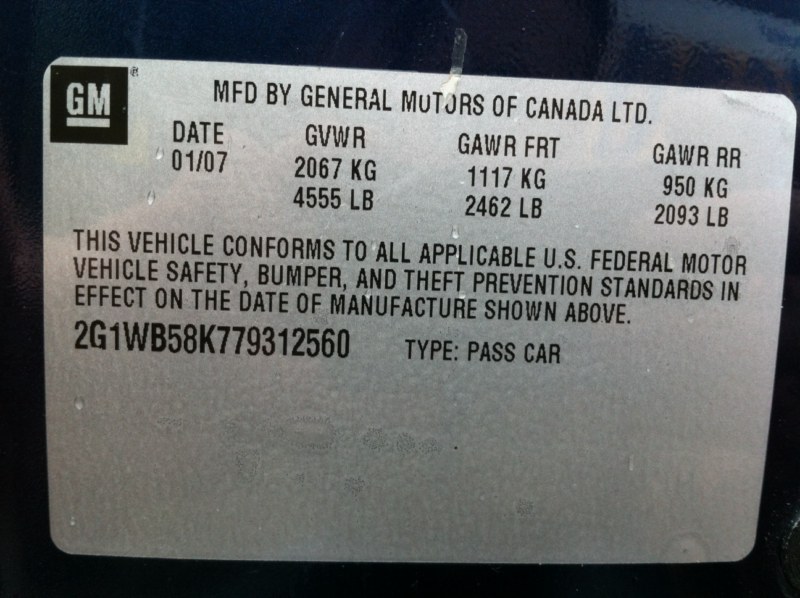 GM ®
MFD BY GENERAL MOTORS OF CANADA LTD.
DATE GVWR GAWR FRT GAWR RR
01/07 2067 KG 1117 KG 950 KG
4555 LB 2462 LB 2093 LB
THIS VEHICLE CONFORMS TO ALL APPLICABLE U.S. FEDERAL MOTOR
VEHICLE SAFETY, BUMPER, AND THEFT PREVENTION STANDARDS IN
EFFECT ON THE DATE OF MANUFACTURE SHOWN ABOVE.
2G1WB58K779312560 TYPE: PASS CAR